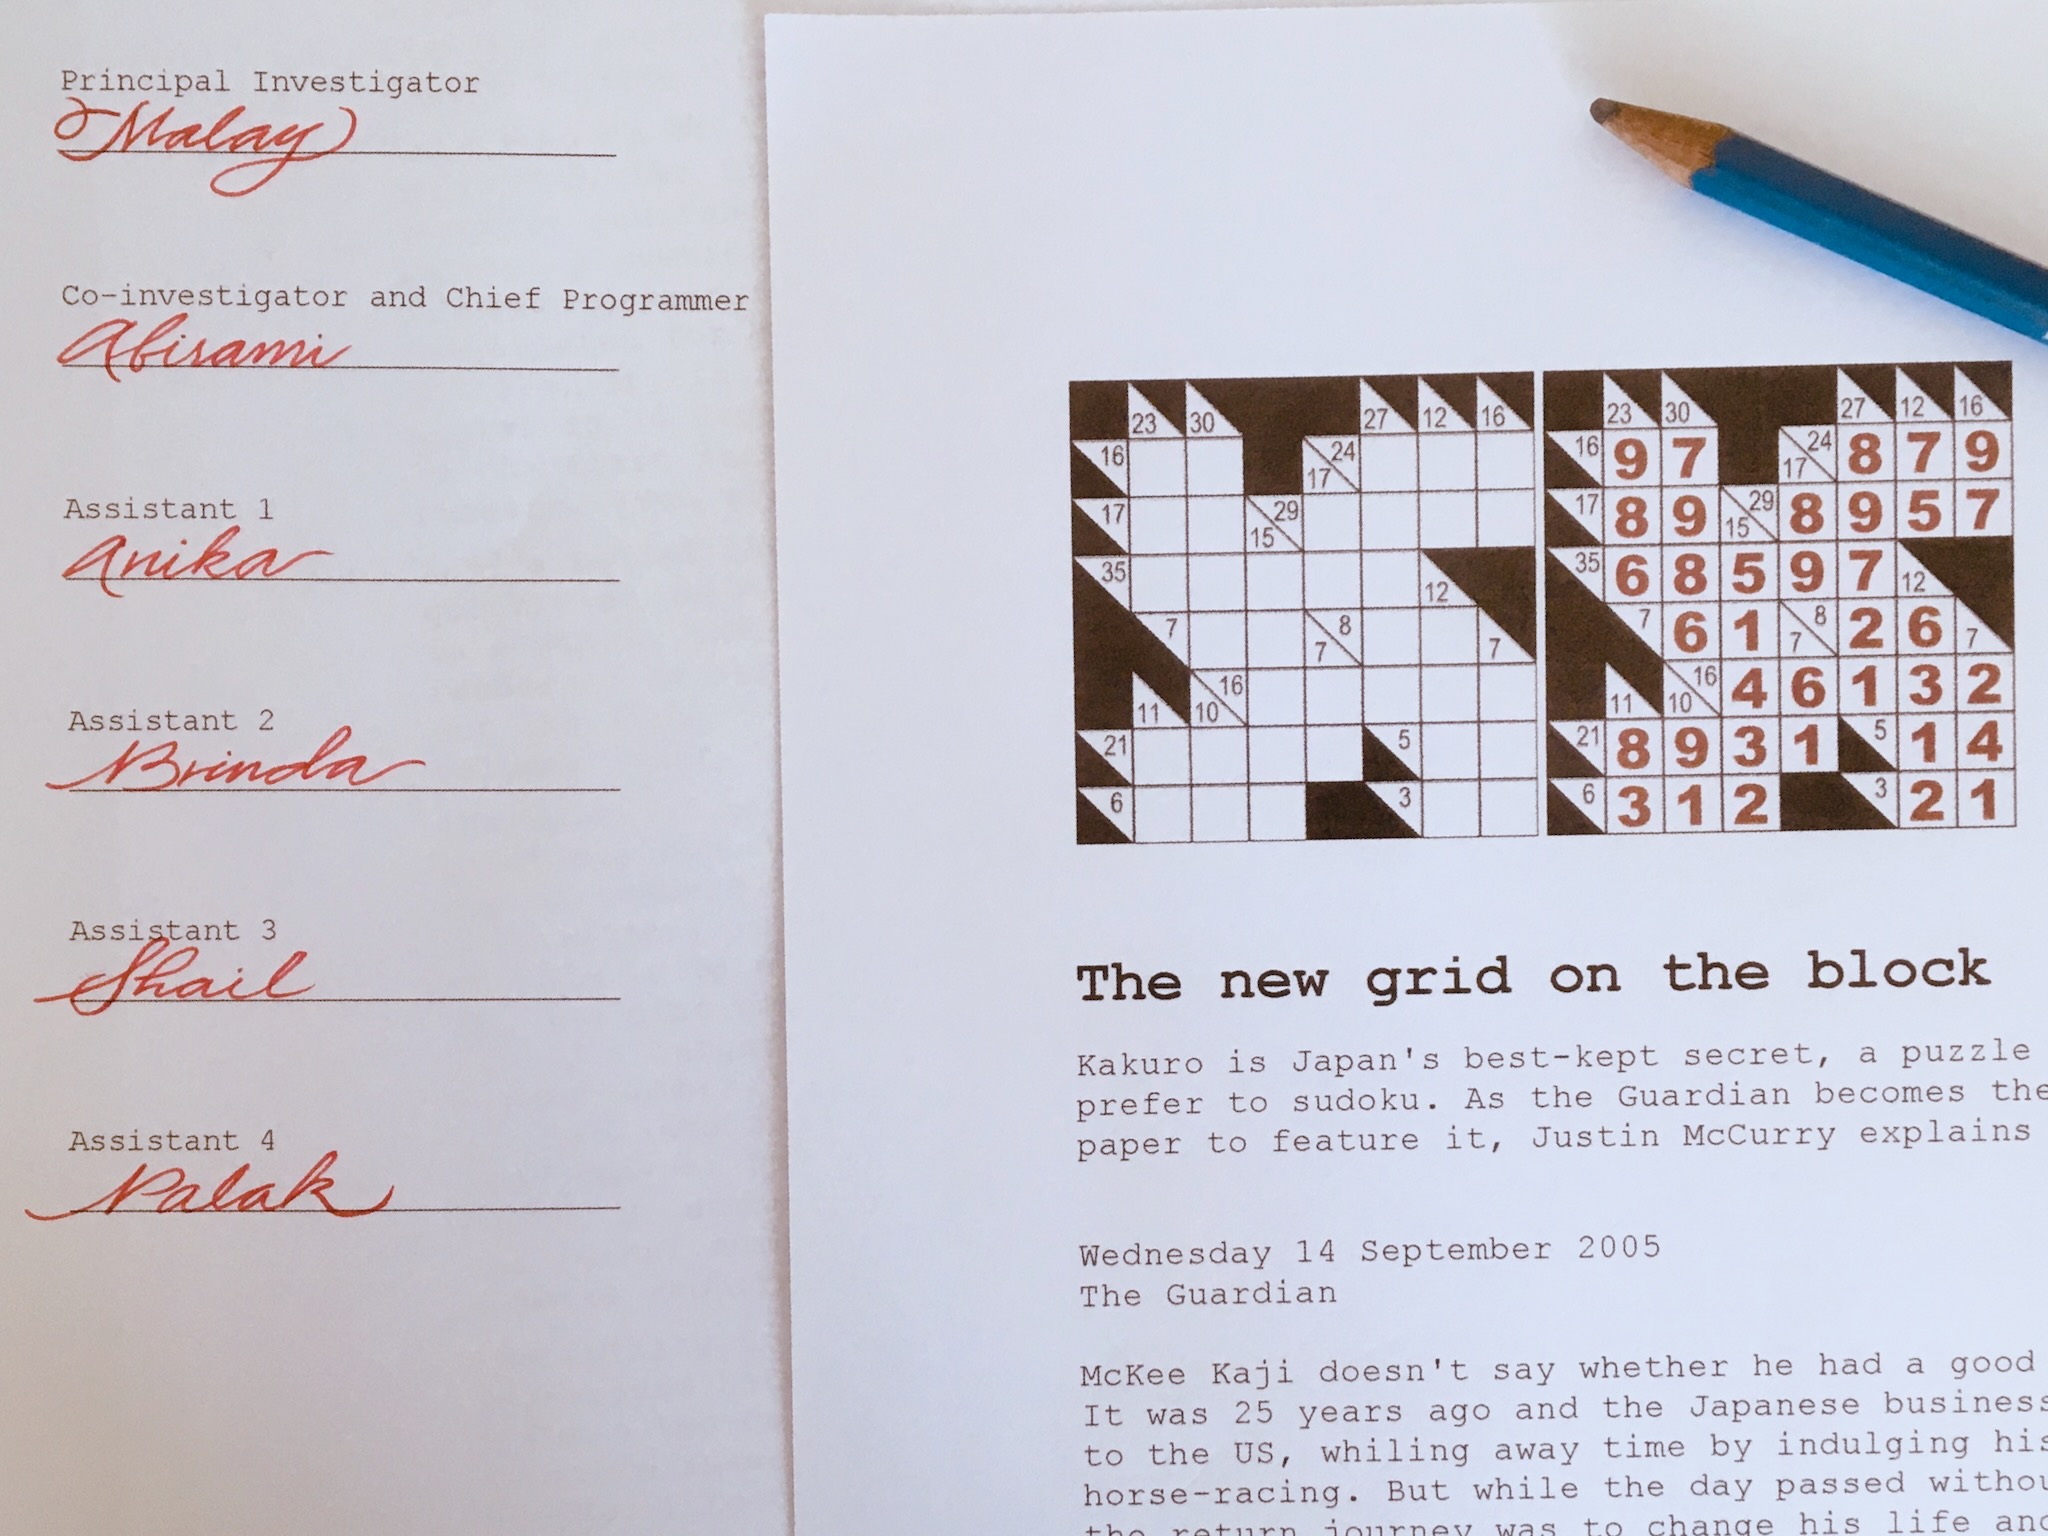 Principal Investigator
Malay
Co-investigator and Chief Programmer
Abirami
Assistant 1
Anika
Assistant 2
Brinda
Assistant 3
Shail
Assistant 4
Palak
23 30 27 12 16
16 24 17
17 29 15
35 12
7 8 7 7
11 16 10
21 5
6 3
23 30 27 12 16
16 9 7 24 17 8 7 9
17 8 9 29 15 8 9 5 7
35 6 8 5 9 7 12
7 6 1 8 7 2 6 7
11 16 10 4 6 1 3 2
21 8 9 3 1 5 1 4
6 3 1 2 3 2 1
The new grid on the block
Kakuro is Japan's best-kept secret, a puzzle
prefer to sudoku. As the Guardian becomes the
paper to feature it, Justin McCurry explains
Wednesday 14 September 2005
The Guardian
McKee Kaji doesn't say whether he had a good
It was 25 years ago and the Japanese business
to the US, whiling away time by indulging his
horse-racing. But while the day passed withou
the return journey was to change his life and